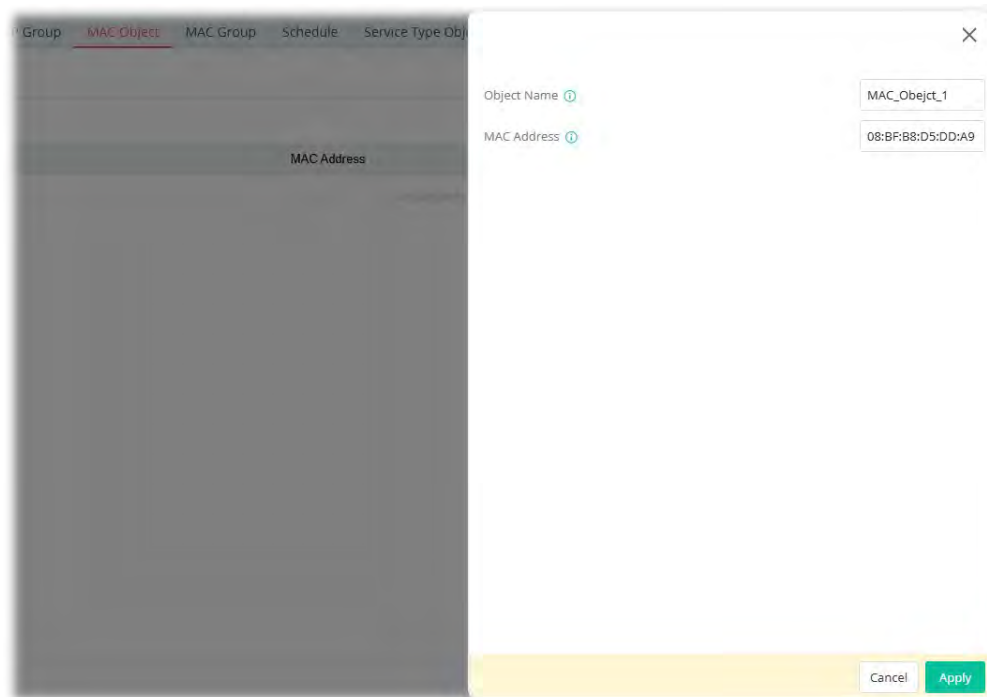 Group MAC Object MAC Group Schedule Service Type Obj
Object Name
MAC_Obejct_1
MAC Address
08:BF:B8:D5:DD:A9
MAC Address
Cancel
Apply